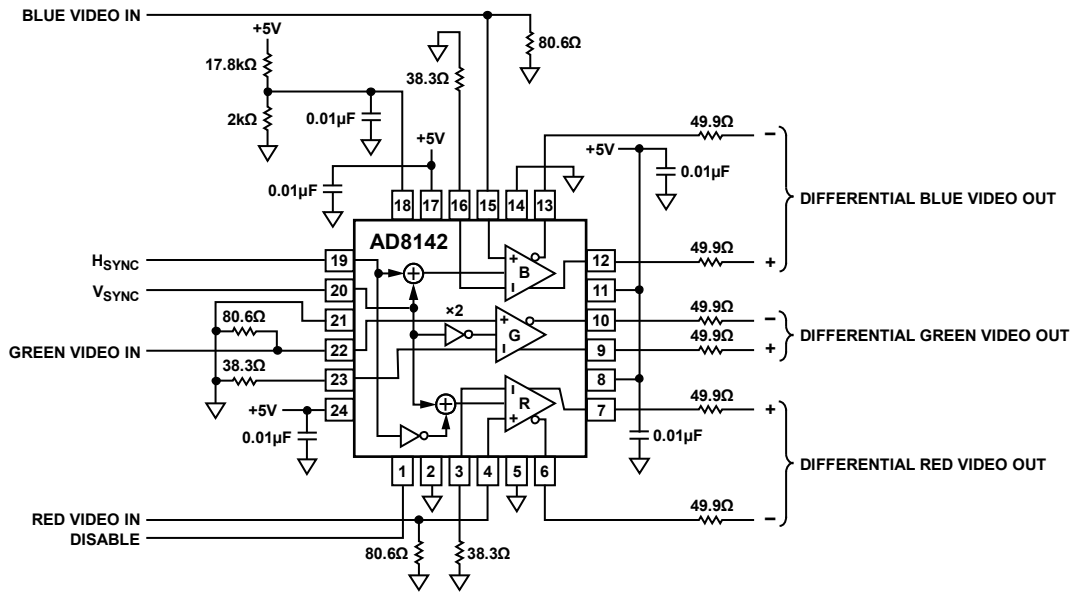 BLUE VIDEO IN
+5V
17.8kΩ
2kΩ
0.01µF
38.3Ω
80.6Ω
+5V
0.01µF
49.9Ω
−
+5V
0.01µF
DIFFERENTIAL BLUE VIDEO OUT
18 17 16 15 14 13
AD8142
HSYNC
19
+
+
B
−
12
49.9Ω
+
VSYNC
20
11
80.6Ω
21
×2
+
G
−
10
49.9Ω
−
DIFFERENTIAL GREEN VIDEO OUT
GREEN VIDEO IN
22
9
49.9Ω
+
38.3Ω
23
8
+5V
24
+
−
R
+
7
49.9Ω
+
0.01µF
0.01µF
DIFFERENTIAL RED VIDEO OUT
1 2 3 4 5 6
RED VIDEO IN
49.9Ω
−
DISABLE
80.6Ω
38.3Ω